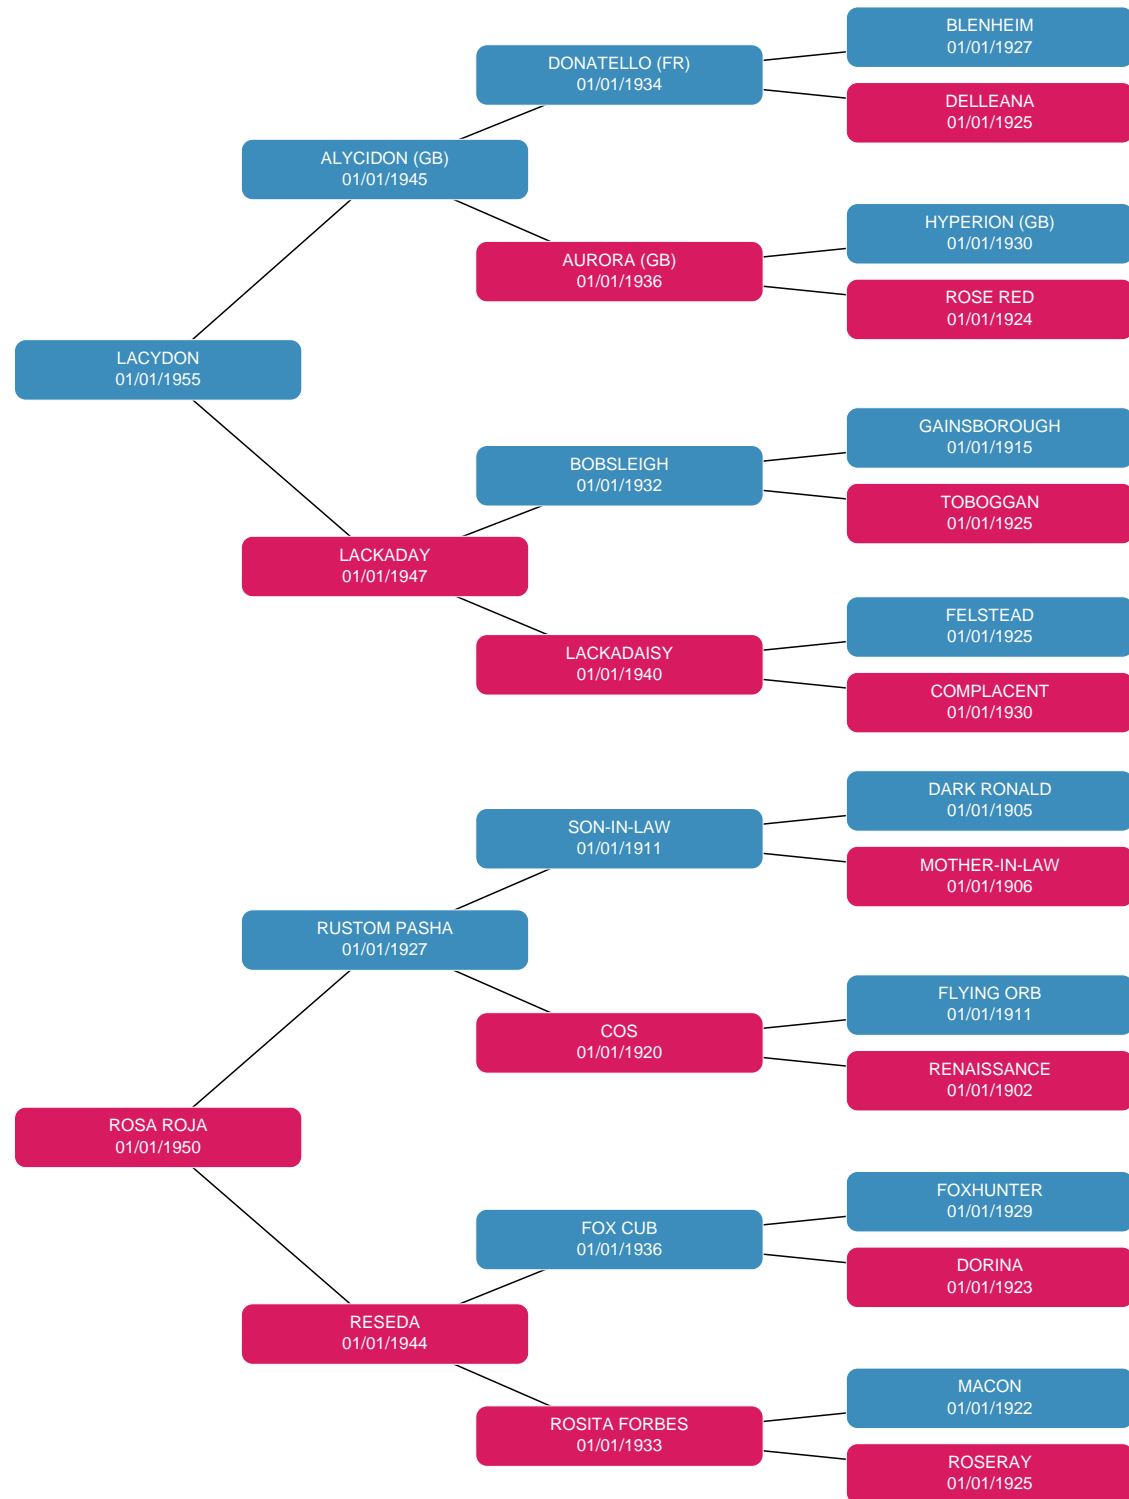 BLENHEIM
01/01/1927
DONATELLO (FR)
01/01/1934
DELLEANA
01/01/1925
ALYCIDON (GB)
01/01/1945
HYPERION (GB)
01/01/1930
AURORA (GB)
01/01/1936
ROSE RED
01/01/1924
LACYDON
01/01/1955
GAINSBOROUGH
01/01/1915
BOBSLEIGH
01/01/1932
TOBOGGAN
01/01/1925
LACKADAY
01/01/1947
FELSTEAD
01/01/1925
LACKADAISY
01/01/1940
COMPLACENT
01/01/1930
DARK RONALD
01/01/1905
SON-IN-LAW
01/01/1911
MOTHER-IN-LAW
01/01/1906
RUSTOM PASHA
01/01/1927
FLYING ORB
01/01/1911
COS
01/01/1920
RENAISSANCE
01/01/1902
ROSA ROJA
01/01/1950
FOXHUNTER
01/01/1929
FOX CUB
01/01/1936
DORINA
01/01/1923
RESEDA
01/01/1944
MACON
01/01/1922
ROSITA FORBES
01/01/1933
ROSERAY
01/01/1925